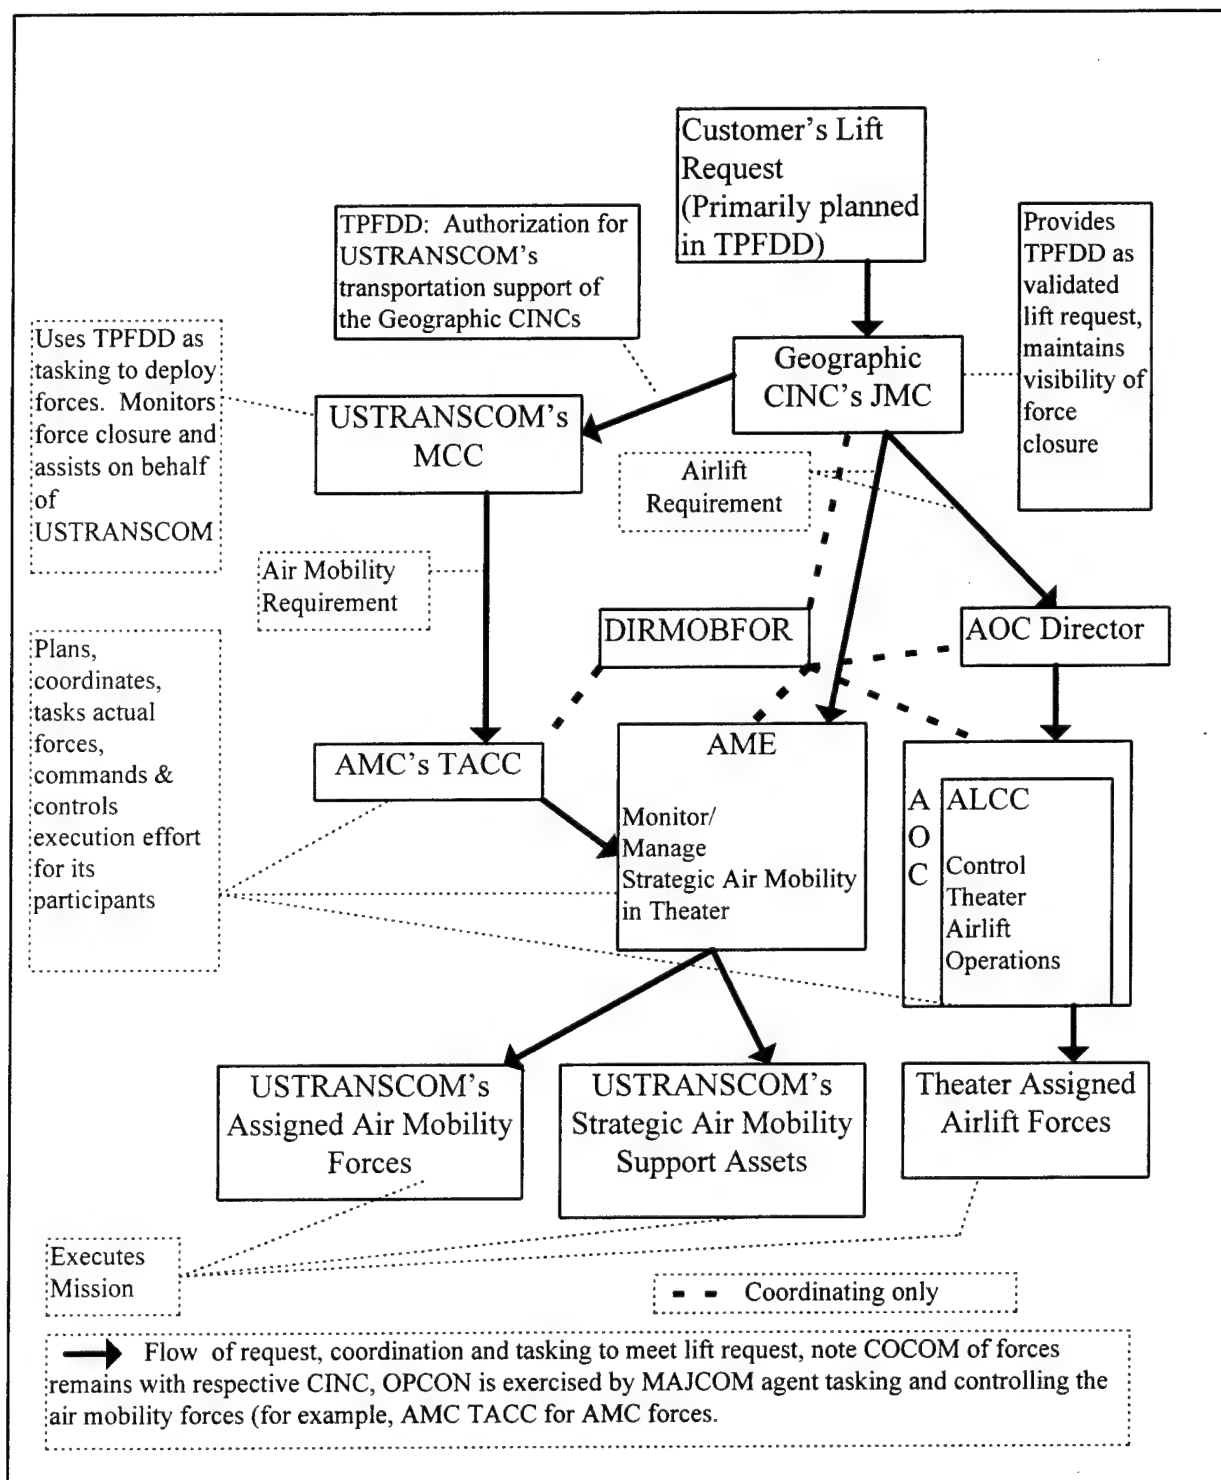 Customer's Lift
Request
(Primarily planned
in TPFDD)
TPFDD:  Authorization for
USTRANSCOM's
transportation support of
the Geographic CINCs
Provides
TPFDD as
validated
lift request,
maintains
visibility of
force
closure
Uses TPFDD as
tasking to deploy
forces.  Monitors
force closure and
assists on behalf
of
USTRANSCOM
Geographic
CINC's JMC
USTRANSCOM's
MCC
Airlift
Requirement
Air Mobility
Requirement
DIRMOBFOR
AOC Director
Plans,
coordinates,
tasks actual
forces,
commands &
controls
execution effort
for its
participants
AMC's TACC
AME
Monitor/
Manage
Strategic Air Mobility
in Theater
A
O
C
ALCC
Control
Theater
Airlift
Operations
USTRANSCOM's
Assigned Air Mobility
Forces
USTRANSCOM's
Strategic Air Mobility
Support Assets
Theater Assigned
Airlift Forces
Executes
Mission
Coordinating only
Flow of request, coordination and tasking to meet lift request, note COCOM of forces
remains with respective CINC, OPCON is exercised by MAJCOM agent tasking and controlling the
air mobility forces (for example, AMC TACC for AMC forces.